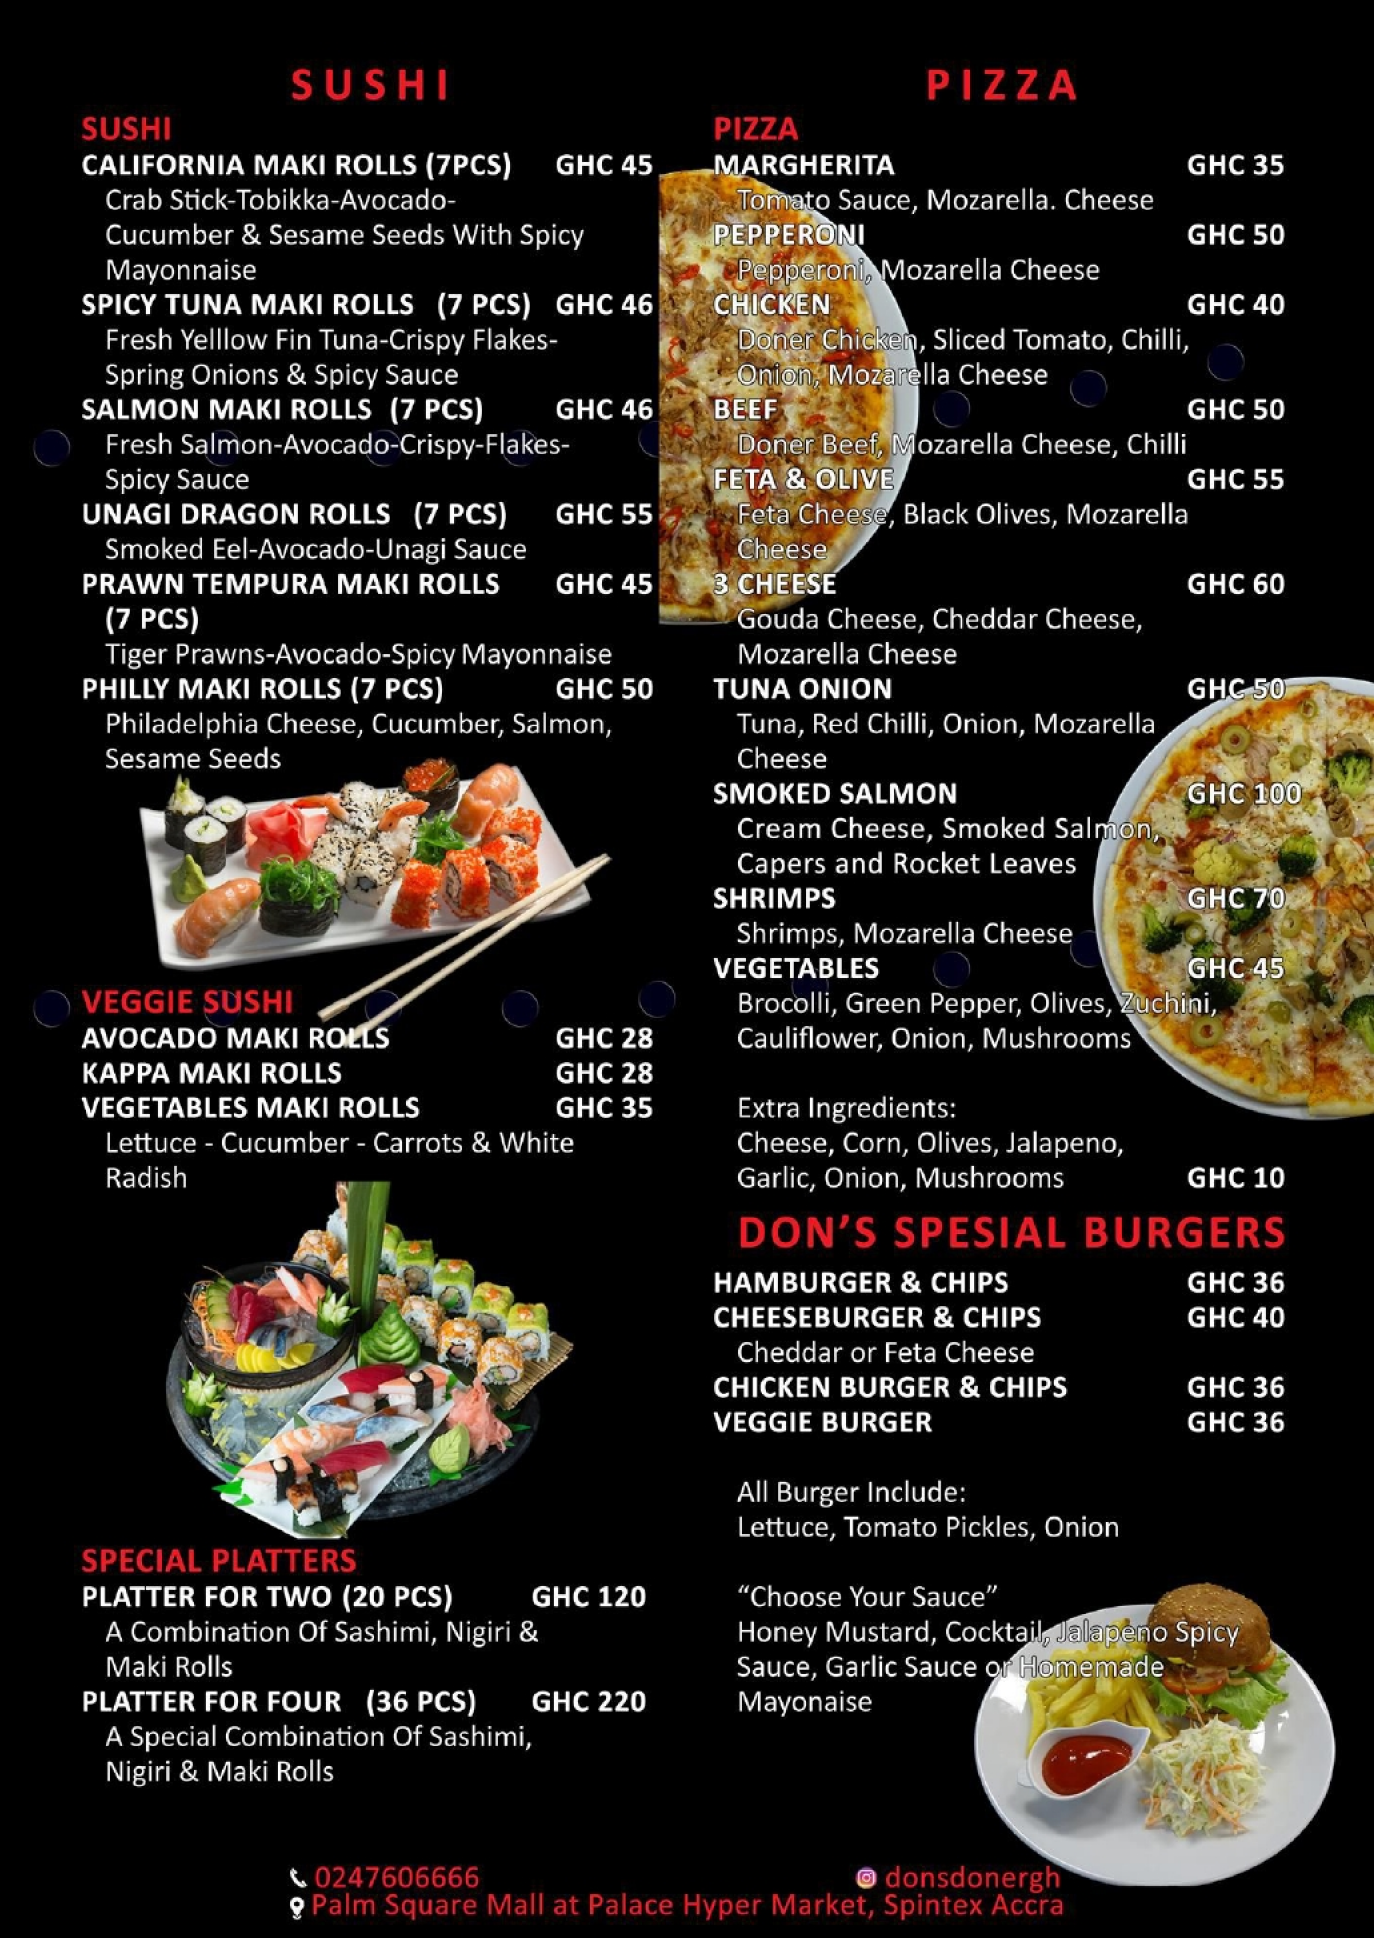 SUSHI
SUSHI
CALIFORNIA MAKI ROLLS (7PCS) GHC 45
Crab Stick-Tobikka-Avocado-
Cucumber & Sesame Seeds With Spicy
Mayonnaise
SPICY TUNA MAKI ROLLS (7 PCS) GHC 46
Fresh Yelllow Fin Tuna-Crispy Flakes-
Spring Onions & Spicy Sauce
SALMON MAKI ROLLS (7 PCS) GHC 46
Fresh Salmon-Avocado-Crispy-Flakes-
Spicy Sauce
UNAGI DRAGON ROLLS (7 PCS) GHC 55
Smoked Eel-Avocado-Unagi Sauce
PRAWN TEMPURA MAKI ROLLS GHC 45
(7 PCS)
Tiger Prawns-Avocado-Spicy Mayonnaise
PHILLY MAKI ROLLS (7 PCS) GHC 50
Philadelphia Cheese, Cucumber, Salmon,
Sesame Seeds
VEGGIE SUSHI
AVOCADO MAKI ROLLS GHC 28
KAPPA MAKI ROLLS GHC 28
VEGETABLES MAKI ROLLS GHC 35
Lettuce - Cucumber - Carrots & White
Radish
SPECIAL PLATTERS
PLATTER FOR TWO (20 PCS) GHC 120
A Combination Of Sashimi, Nigiri &
Maki Rolls
PLATTER FOR FOUR (36 PCS) GHC 220
A Special Combination Of Sashimi,
Nigiri & Maki Rolls
PIZZA
PIZZA
MARGHERITA GHC 35
Tomato Sauce, Mozarella. Cheese
PEPPERONI GHC 50
Pepperoni, Mozarella Cheese
CHICKEN GHC 40
Doner Chicken, Sliced Tomato, Chilli,
Onion, Mozarella Cheese
BEEF GHC 50
Doner Beef, Mozarella Cheese, Chilli
FETA & OLIVE GHC 55
Feta Cheese, Black Olives, Mozarella
Cheese
3 CHEESE GHC 60
Gouda Cheese, Cheddar Cheese,
Mozarella Cheese
TUNA ONION GHC 50
Tuna, Red Chilli, Onion, Mozarella
Cheese
SMOKED SALMON GHC 100
Cream Cheese, Smoked Salmon,
Capers and Rocket Leaves
SHRIMPS GHC 70
Shrimps, Mozarella Cheese
VEGETABLES GHC 45
Brocolli, Green Pepper, Olives, Zuchini,
Cauliflower, Onion, Mushrooms
Extra Ingredients:
Cheese, Corn, Olives, Jalapeno,
Garlic, Onion, Mushrooms GHC 10
DON'S SPESIAL BURGERS
HAMBURGER & CHIPS GHC 36
CHEESEBURGER & CHIPS GHC 40
Cheddar or Feta Cheese
CHICKEN BURGER & CHIPS GHC 36
VEGGIE BURGER GHC 36
All Burger Include:
Lettuce, Tomato Pickles, Onion
“Choose Your Sauce”
Honey Mustard, Cocktail, Jalapeno Spicy
Sauce, Garlic Sauce or Homemade
Mayonaise
0247606666
donsdonergh
Palm Square Mall at Palace Hyper Market, Spintex Accra